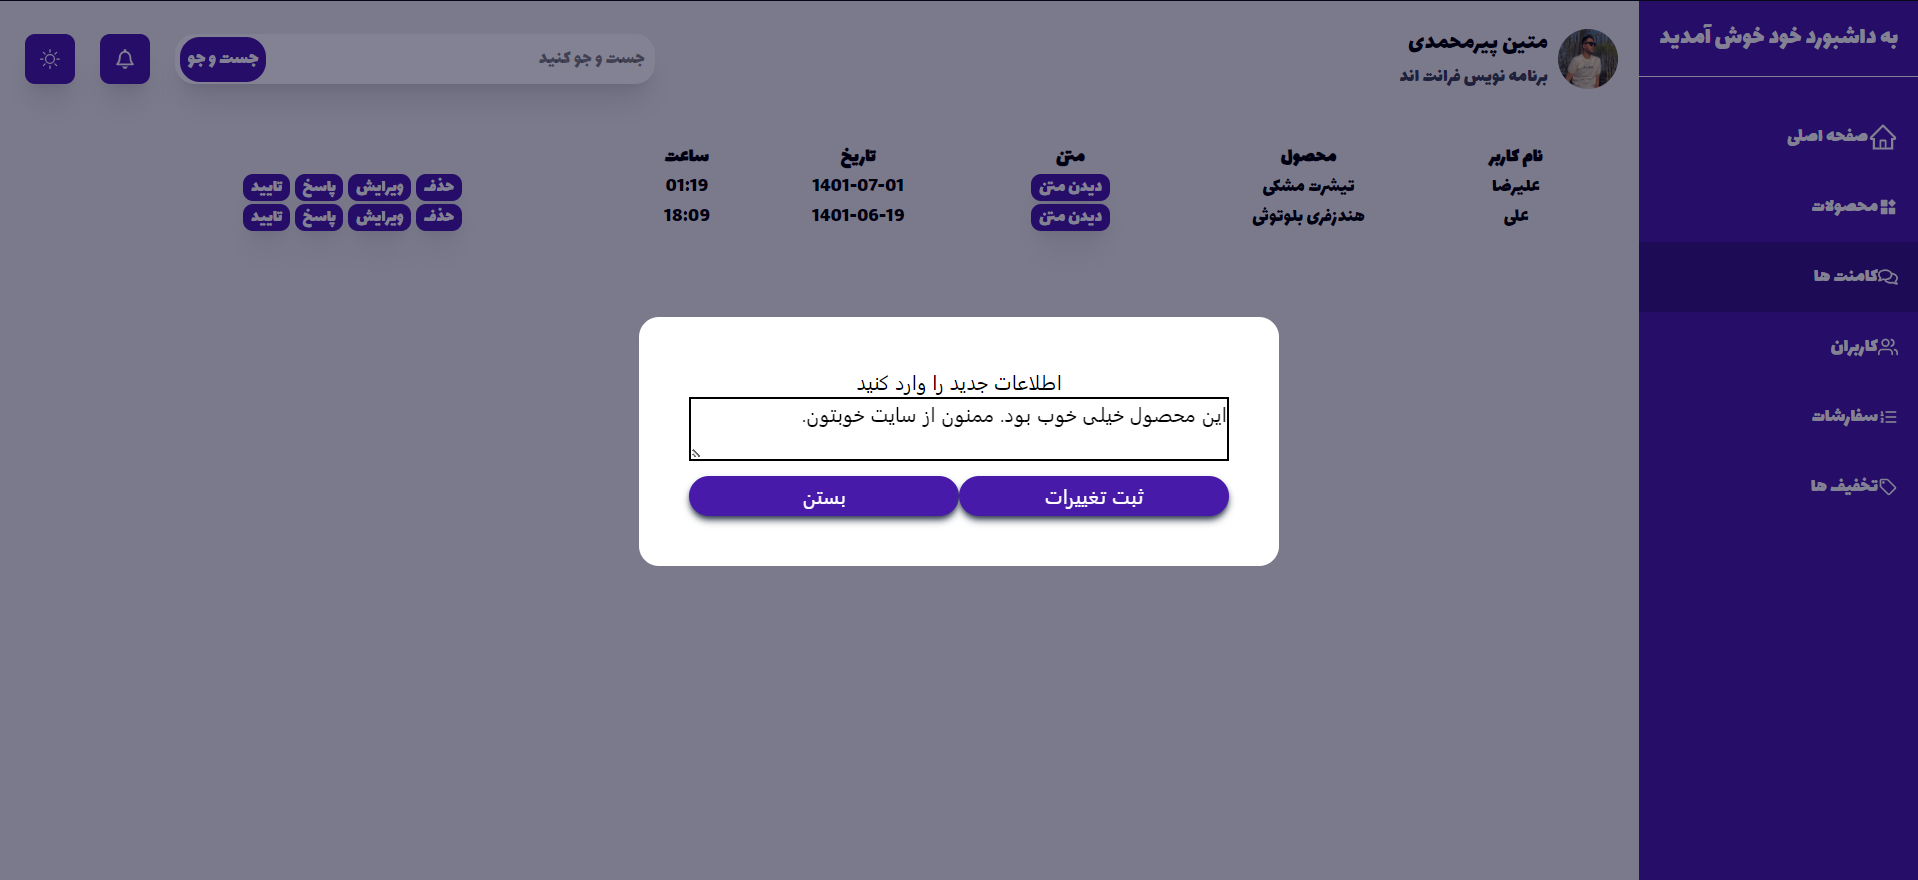 به داشبورد خود خوش آمدید
صفحه اصلی
محصولات
کامنت ها
کاربران
سفارشات
تخفیف ها
متین پیرمحمدی
برنامه نویس فرانت اند
جست و جو کنید
جست و جو
نام کاربر محصول متن تاریخ ساعت
علیرضا تیشرت مشکی دیدن متن 1401-07-01 01:19 حذف ویرایش پاسخ تایید
علی هندزفری بلوتوثی دیدن متن 1401-06-19 18:09 حذف ویرایش پاسخ تایید
اطلاعات جدید را وارد کنید
این محصول خیلی خوب بود. ممنون از سایت خوبتون.
ثبت تغییرات
بستن